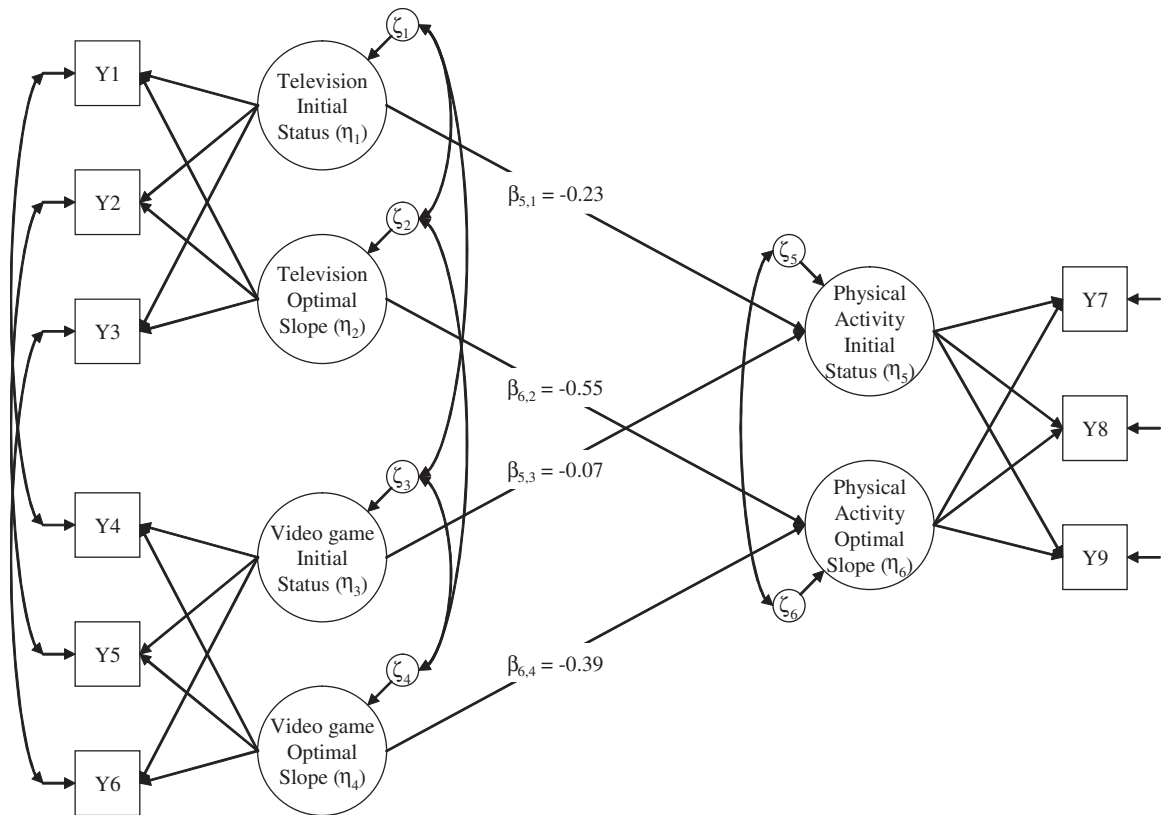 ζ1
Y1
Television
Initial
Status (η1)
β5,1 = -0.23
Y2
ζ2
Television
Optimal
Slope (η2)
Y3
ζ5
Physical
Activity
Initial
Status (η5)
Y7
β6,2 = -0.55
Y8
β5,3 = -0.07
ζ3
Y4
Video game
Initial
Status (η3)
Physical
Activity
Optimal
Slope (η6)
Y9
ζ6
Y5
ζ4
β6,4 = -0.39
Video game
Optimal
Slope (η4)
Y6